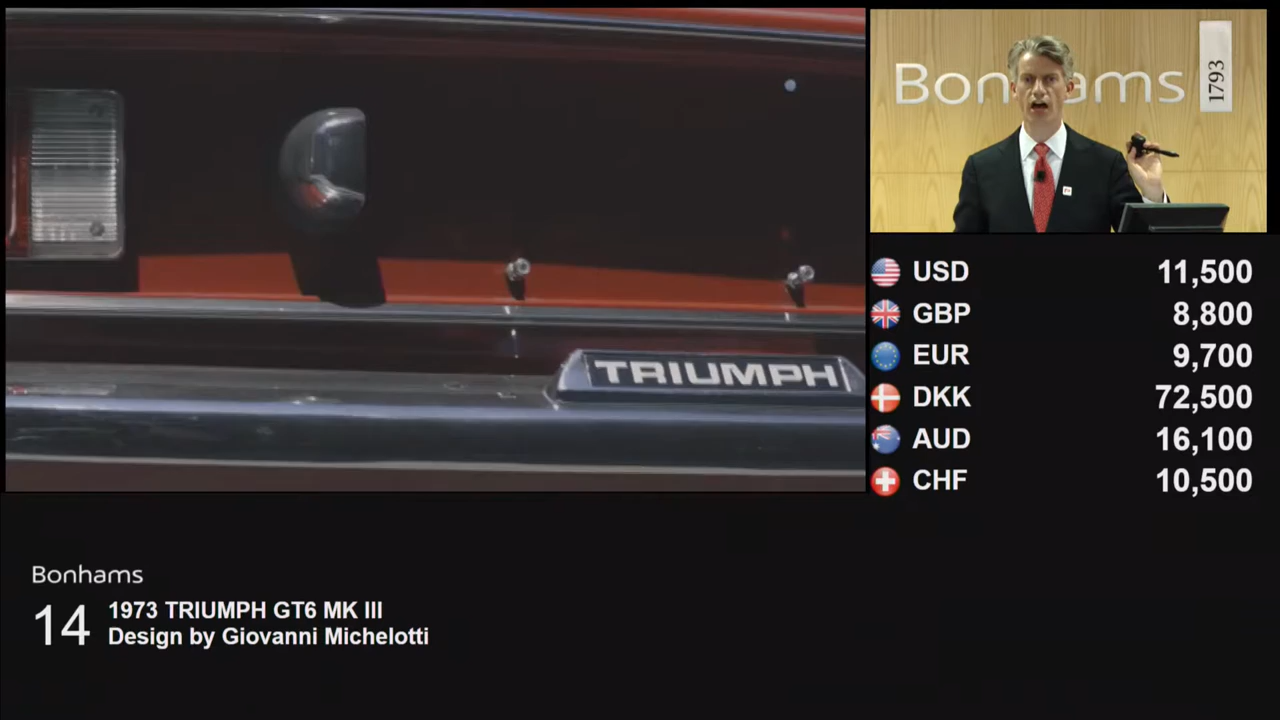 TRIUMPH
Bonhams
1793
USD 11,500
GBP 8,800
EUR 9,700
DKK 72,500
AUD 16,100
CHF 10,500
Bonhams
14
1973 TRIUMPH GT6 MK III
Design by Giovanni Michelotti